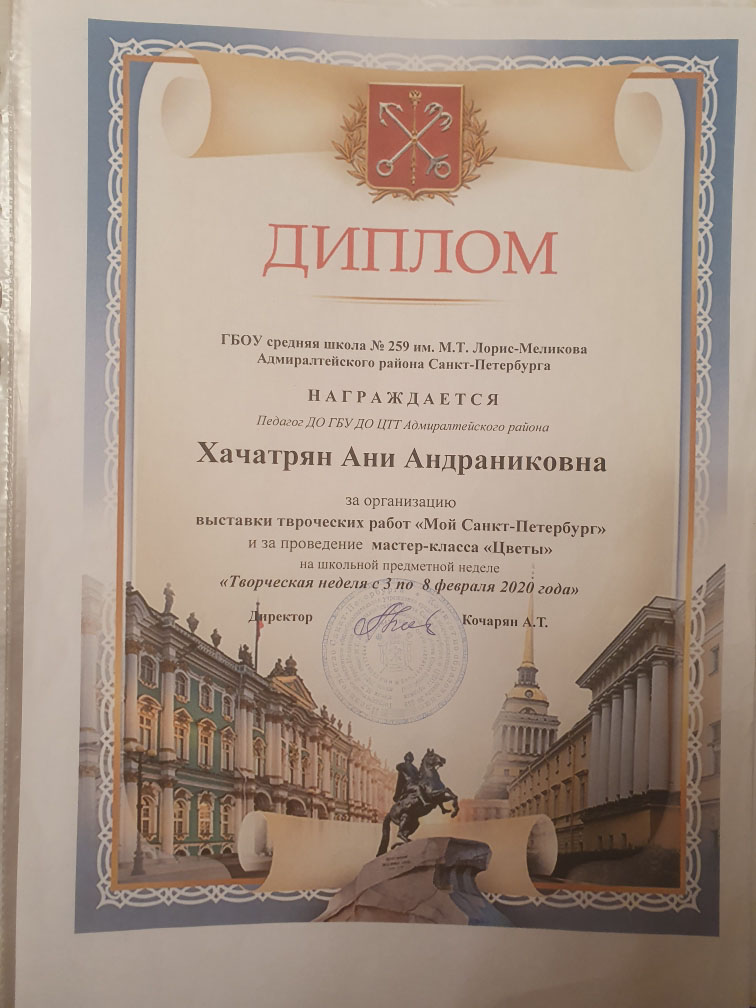 ДИПЛОМ
ГБОУ средняя школа № 259 им. М.Т. Лорис-Меликова
Адмиралтейского района Санкт-Петербурга
НАГРАЖДАЕТСЯ
Педагог ДО ГБУ ДО ЦТТ Адмиралтейского района
Хачатрян Ани Андраниковна
за организацию
выставки твроческих работ «Мой Санкт-Петербург»
и за проведение мастер-класса «Цветы»
на школьной предметной неделе
«Творческая неделя с 3 по 8 февраля 2020 года»
Директор Кочарян А.Т.